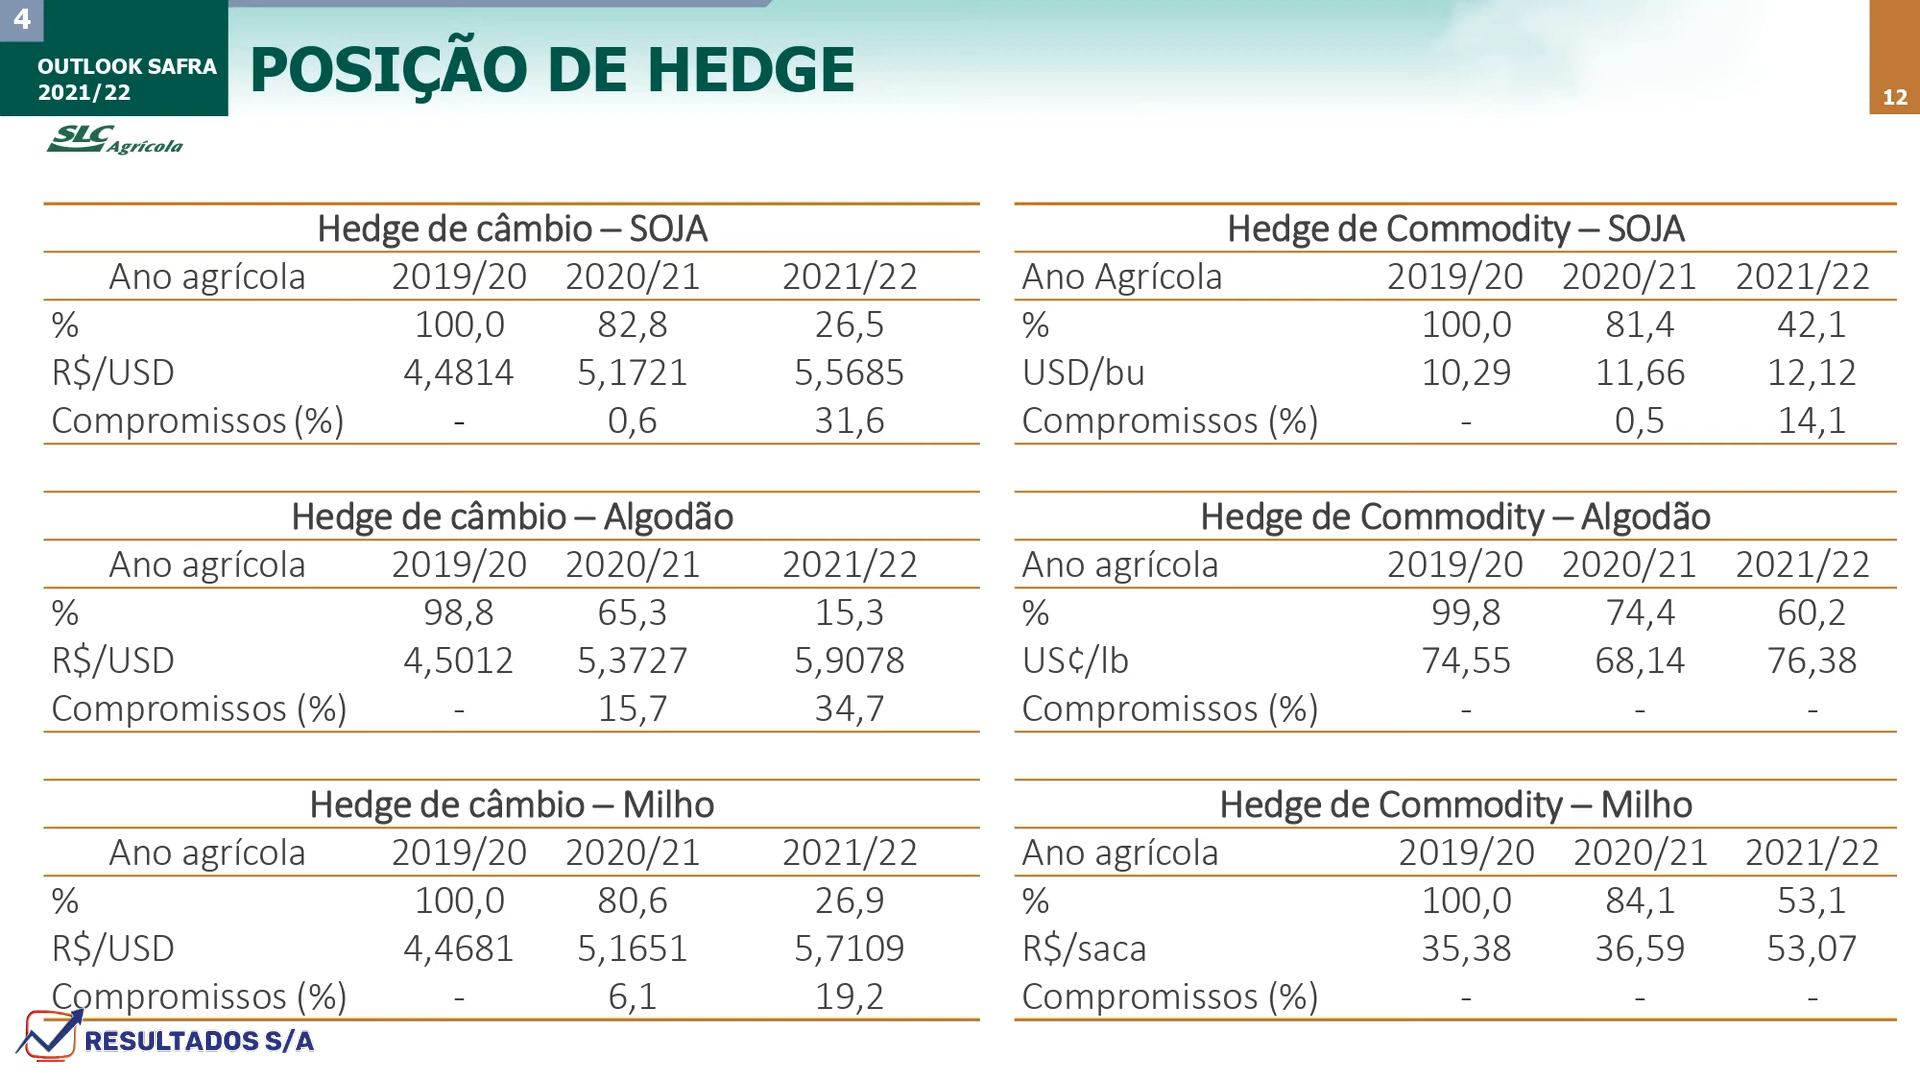 4
OUTLOOK SAFRA
2021/22
POSIÇÃO DE HEDGE
12
SLC Agrícola
Hedge de câmbio – SOJA
Ano agrícola 2019/20 2020/21 2021/22
% 100,0 82,8 26,5
R$/USD 4,4814 5,1721 5,5685
Compromissos (%) - 0,6 31,6
Hedge de Commodity – SOJA
Ano Agrícola 2019/20 2020/21 2021/22
% 100,0 81,4 42,1
USD/bu 10,29 11,66 12,12
Compromissos (%) - 0,5 14,1
Hedge de câmbio – Algodão
Ano agrícola 2019/20 2020/21 2021/22
% 98,8 65,3 15,3
R$/USD 4,5012 5,3727 5,9078
Compromissos (%) - 15,7 34,7
Hedge de Commodity – Algodão
Ano agrícola 2019/20 2020/21 2021/22
% 99,8 74,4 60,2
US¢/lb 74,55 68,14 76,38
Compromissos (%) - - -
Hedge de câmbio – Milho
Ano agrícola 2019/20 2020/21 2021/22
% 100,0 80,6 26,9
R$/USD 4,4681 5,1651 5,7109
Compromissos (%) - 6,1 19,2
Hedge de Commodity – Milho
Ano agrícola 2019/20 2020/21 2021/22
% 100,0 84,1 53,1
R$/saca 35,38 36,59 53,07
Compromissos (%) - - -
RESULTADOS S/A